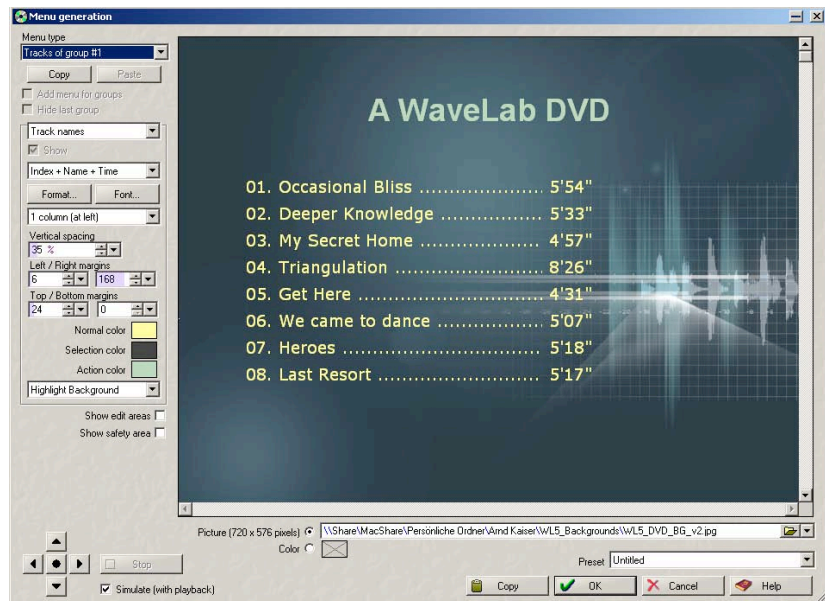 Menu generation
Menu type
Tracks of group #1
Copy
Paste
Add menu for groups
Hide last group
Track names
Show
Index + Name + Time
Format...
Font...
1 column (at left)
Vertical spacing
35 %
Left / Right margins
6
168
Top / Bottom margins
24
0
Normal color
Selection color
Action color
Highlight Background
Show edit areas
Show safety area
A WaveLab DVD
01. Occasional Bliss ..................... 5'54"
02. Deeper Knowledge ................. 5'33"
03. My Secret Home ..................... 4'57"
04. Triangulation ......................... 8'26"
05. Get Here ............................... 4'31"
06. We came to dance ................... 5'07"
07. Heroes .................................. 5'18"
08. Last Resort ............................ 5'17"
Picture (720 x 576 pixels)
\\Share\MacShare\Persönliche Ordner\Arnd Kaiser\WL5_Backgrounds\WL5_DVD_BG_v2.jpg
Color
Preset
Untitled
Stop
Simulate (with playback)
Copy
OK
Cancel
Help